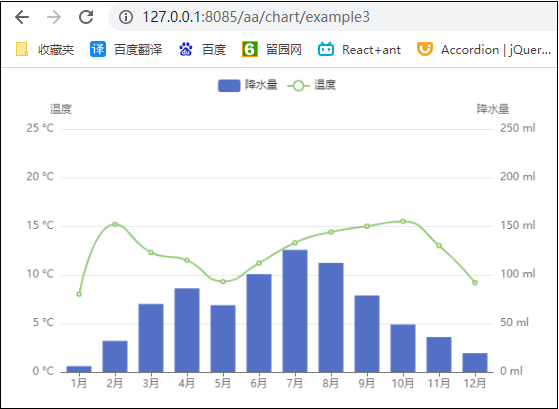 127.0.0.1:8085/aa/chart/example3
收藏夹 译 百度翻译 百度 6 留园网 React+ant Accordion | jQuer...
降水量 温度
温度 降水量
25 °C 250 ml
20 °C 200 ml
15 °C 150 ml
10 °C 100 ml
5 °C 50 ml
0 °C 0 ml
1月 2月 3月 4月 5月 6月 7月 8月 9月 10月 11月 12月